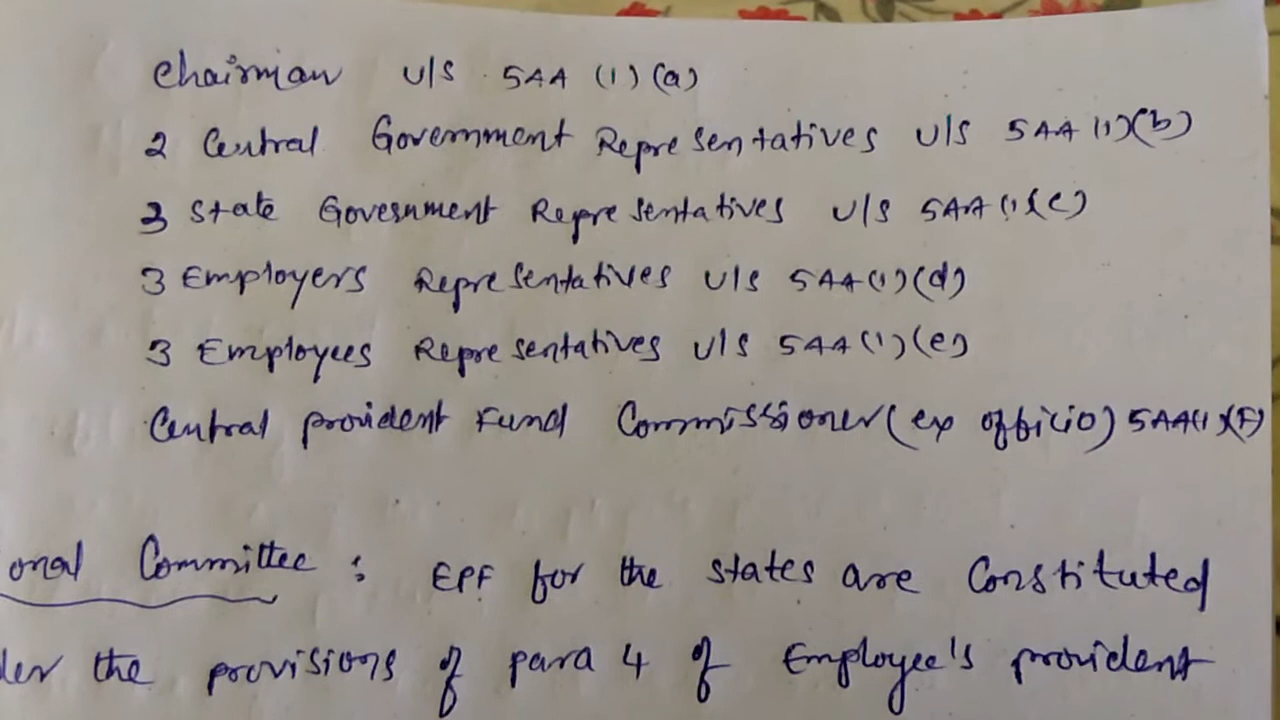 Chairman U/S 5AA (1) (a)
2 Central Government Representatives U/S 5AA(1)(b)
3 State Government Representatives U/S 5AA(1)(c)
3 Employers Representatives U/S 5AA(1)(d)
3 Employees Representatives U/S 5AA(1)(e)
Central provident Fund Commissioner (ex officio) 5AA(1)(F)
onal Committee : EPF for the states are Constituted
der the provisions of para 4 of Employee's provident